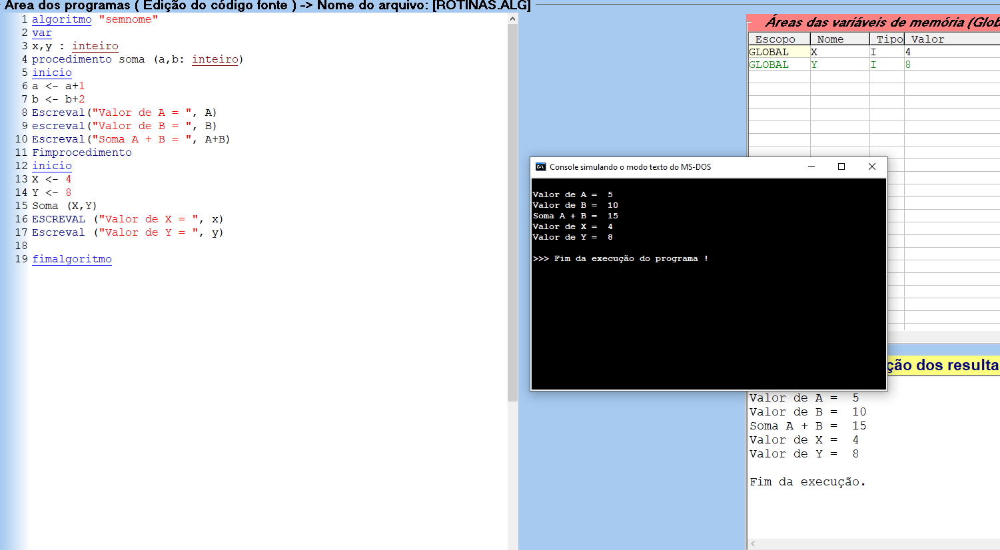 Área dos programas ( Edição do código fonte ) -> Nome do arquivo: [ROTINAS.ALG]
1 algoritmo "semnome"
2 var
3 x,y : inteiro
4 procedimento soma (a,b: inteiro)
5 inicio
6 a <- a+1
7 b <- b+2
8 Escreval("Valor de A = ", A)
9 escreval("Valor de B = ", B)
10 Escreval("Soma A + B = ", A+B)
11 Fimprocedimento
12 inicio
13 X <- 4
14 Y <- 8
15 Soma (X,Y)
16 ESCREVAL ("Valor de X = ", x)
17 Escreval ("Valor de Y = ", y)
18
19 fimalgoritmo
Áreas das variáveis de memória (Glob
Escopo Nome Tipo Valor
GLOBAL X I 4
GLOBAL Y I 8
Console simulando o modo texto do MS-DOS
Valor de A = 5
Valor de B = 10
Soma A + B = 15
Valor de X = 4
Valor de Y = 8
>>> Fim da execução do programa !
ção dos resulta
Valor de A = 5
Valor de B = 10
Soma A + B = 15
Valor de X = 4
Valor de Y = 8
Fim da execução.